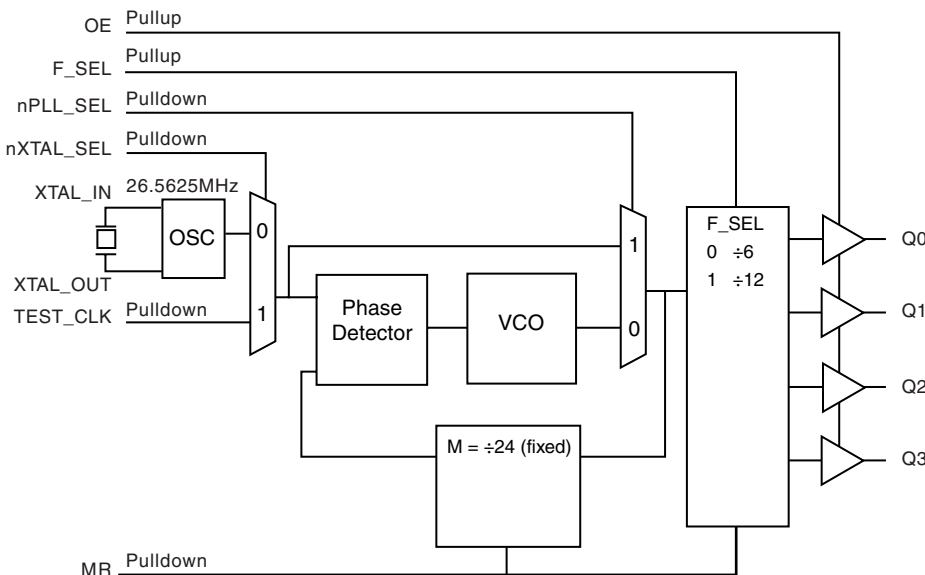 OE Pullup
F_SEL Pullup
nPLL_SEL Pulldown
nXTAL_SEL Pulldown
XTAL_IN 26.5625MHz
OSC
XTAL_OUT
TEST_CLK Pulldown
0
1
Phase
Detector
VCO
1
0
F_SEL
0 ÷6
1 ÷12
Q0
Q1
Q2
Q3
M = ÷24 (fixed)
MR Pulldown